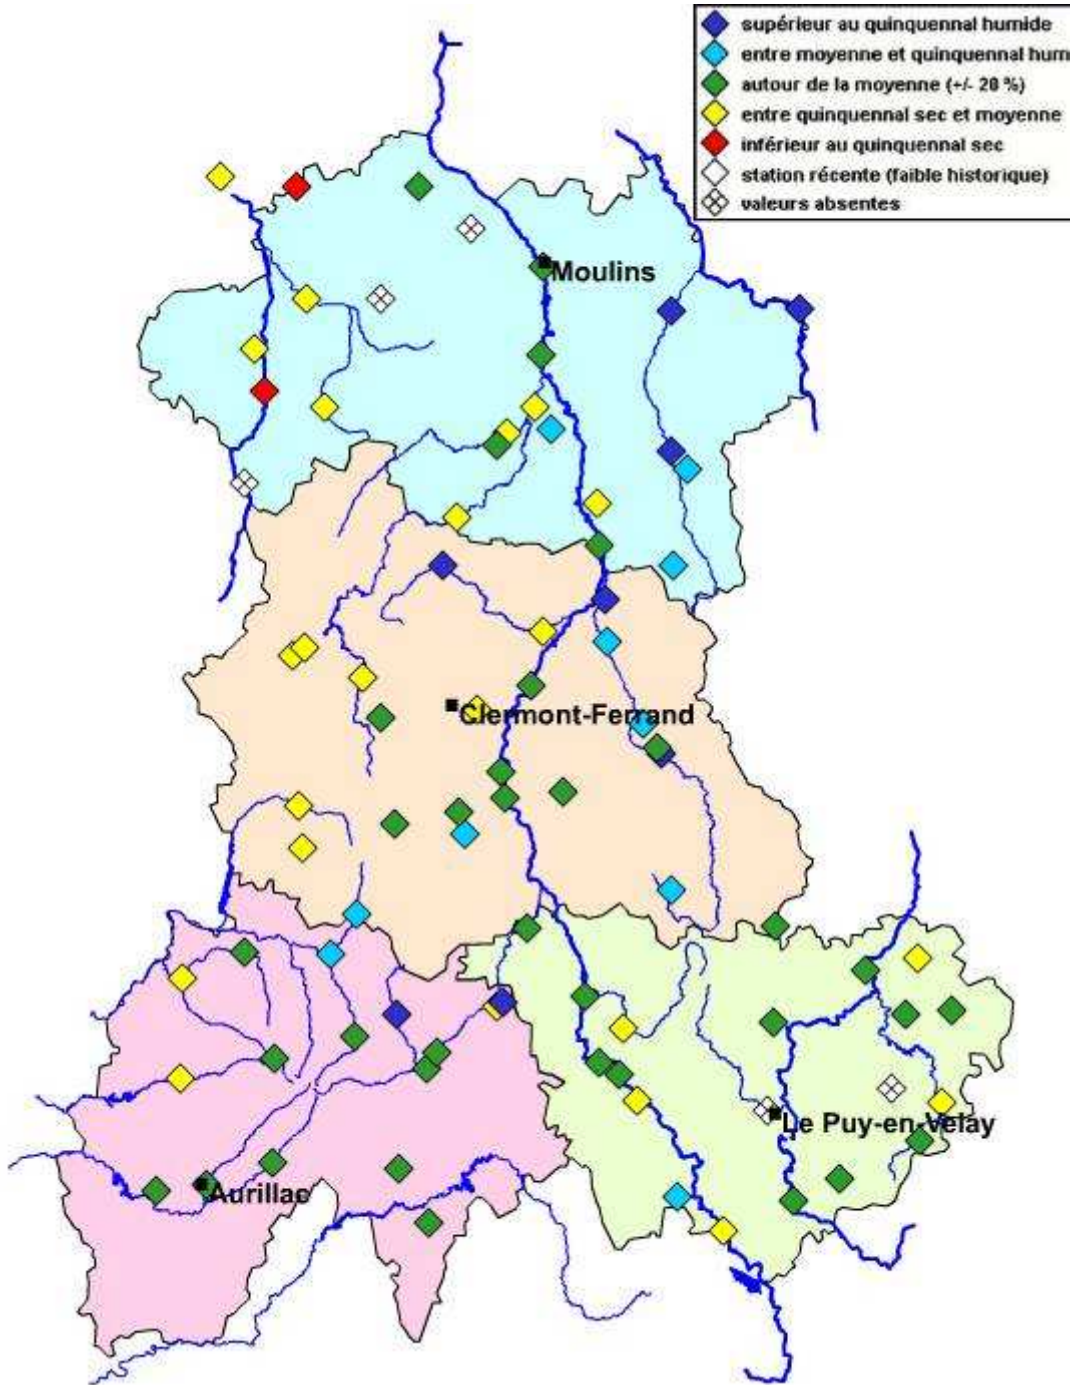 supérieur au quinquennal humide
entre moyenne et quinquennal hum
autour de la moyenne (+/- 20 %)
entre quinquennal sec et moyenne
inférieur au quinquennal sec
station récente (faible historique)
valeurs absentes
Moulins
Clermont-Ferrand
Le Puy-en-Velay
Aurillac